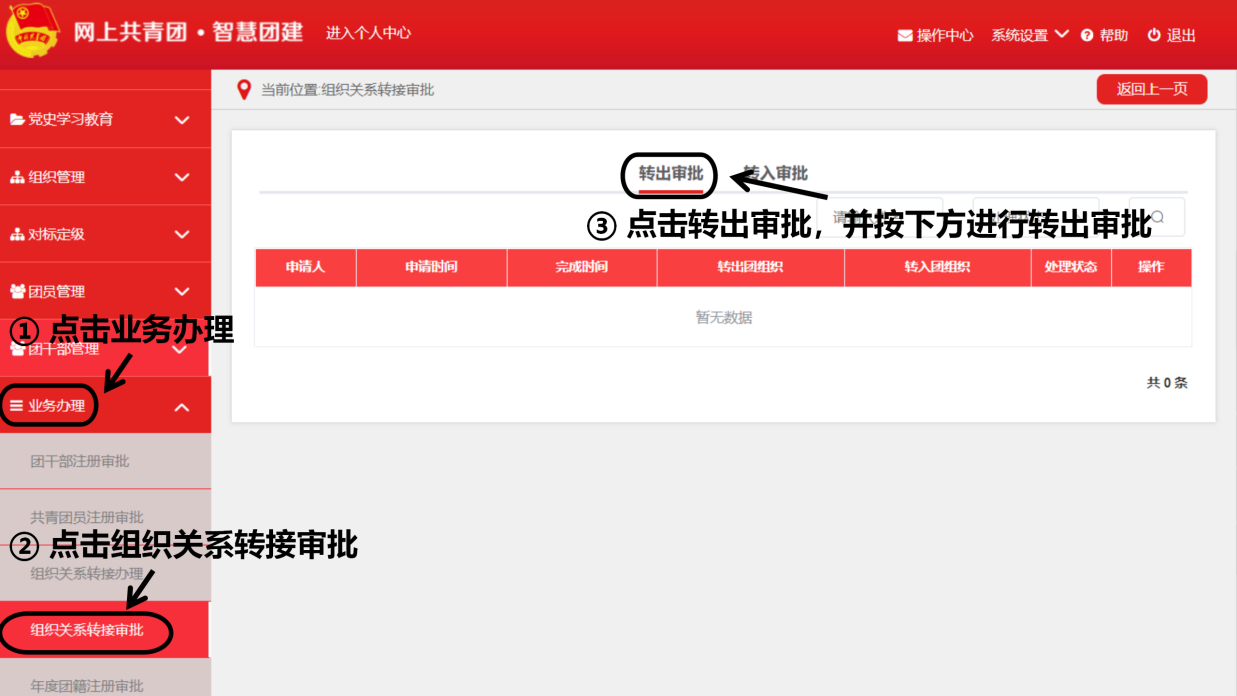 网上共青团·智慧团建
进入个人中心
操作中心
系统设置
帮助
退出
当前位置:组织关系转接审批
返回上一页
党史学习教育
组织管理
对标定级
团员管理
① 点击业务办理
团干部管理
业务办理
团干部注册审批
共青团员注册审批
② 点击组织关系转接审批
组织关系转接办理
组织关系转接审批
年度团籍注册审批
转出审批
转入审批
③ 点击转出审批，并按下方进行转出审批
申请人 申请时间 完成时间 转出团组织 转入团组织 处理状态 操作
暂无数据
共 0 条